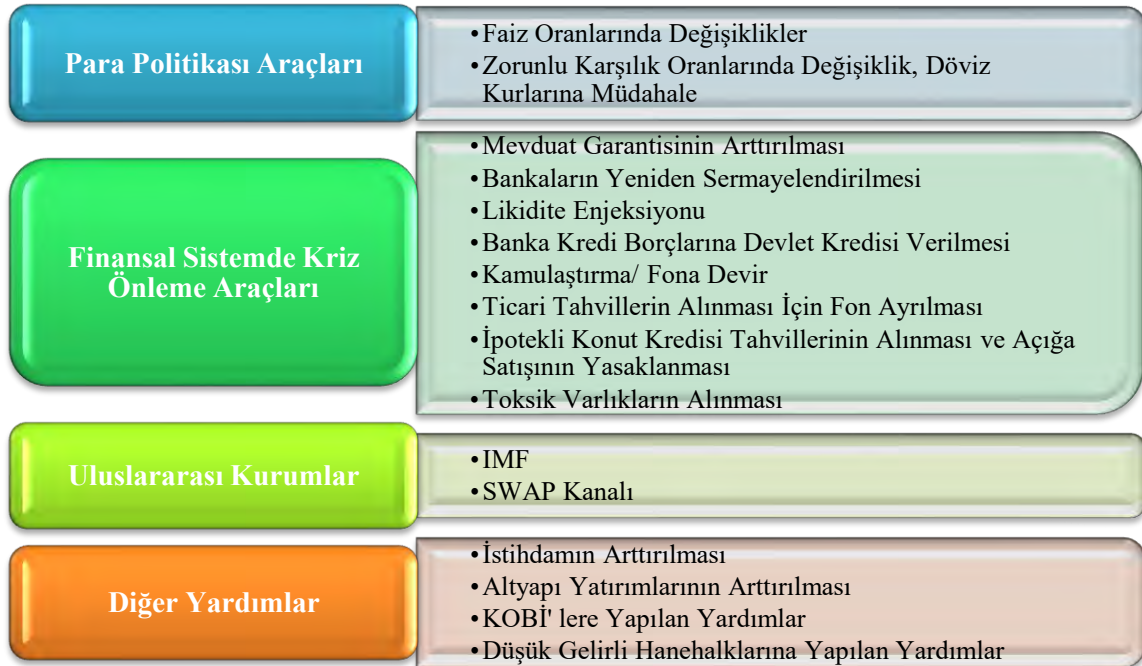 Para Politikası Araçları
•Faiz Oranlarında Değişiklikler
•Zorunlu Karşılık Oranlarında Değişiklik, Döviz
Kurlarına Müdahale
Finansal Sistemde Kriz
Önleme Araçları
•Mevduat Garantisinin Arttırılması
•Bankaların Yeniden Sermayelendirilmesi
•Likidite Enjeksiyonu
•Banka Kredi Borçlarına Devlet Kredisi Verilmesi
•Kamulaştırma/ Fona Devir
•Ticari Tahvillerin Alınması İçin Fon Ayrılması
•İpotekli Konut Kredisi Tahvillerinin Alınması ve Açığa
Satışının Yasaklanması
•Toksik Varlıkların Alınması
Uluslararası Kurumlar
•IMF
•SWAP Kanalı
Diğer Yardımlar
•İstihdamın Arttırılması
•Altyapı Yatırımlarının Arttırılması
•KOBİ' lere Yapılan Yardımlar
•Düşük Gelirli Hanehalklarına Yapılan Yardımlar